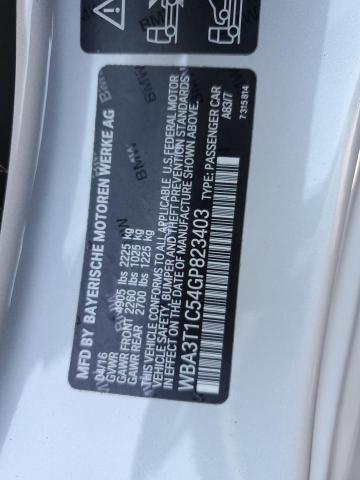 MFD BY BAYERISCHE MOTOREN WERKE AG
04/16
GVWR 4905 lbs 2225 kg
GAWR FRONT 2260 lbs 1025 kg
GAWR REAR 2700 lbs 1225 kg
THIS VEHICLE CONFORMS TO ALL APPLICABLE U.S.FEDERAL MOTOR
VEHICLE SAFETY, BUMPER AND THEFT PREVENTION STANDARDS
IN EFFECT ON THE DATE OF MANUFACTURE SHOWN ABOVE.
WBA3T1C54GP823403 TYPE: PASSENGER CAR
A83/7
7 315 814